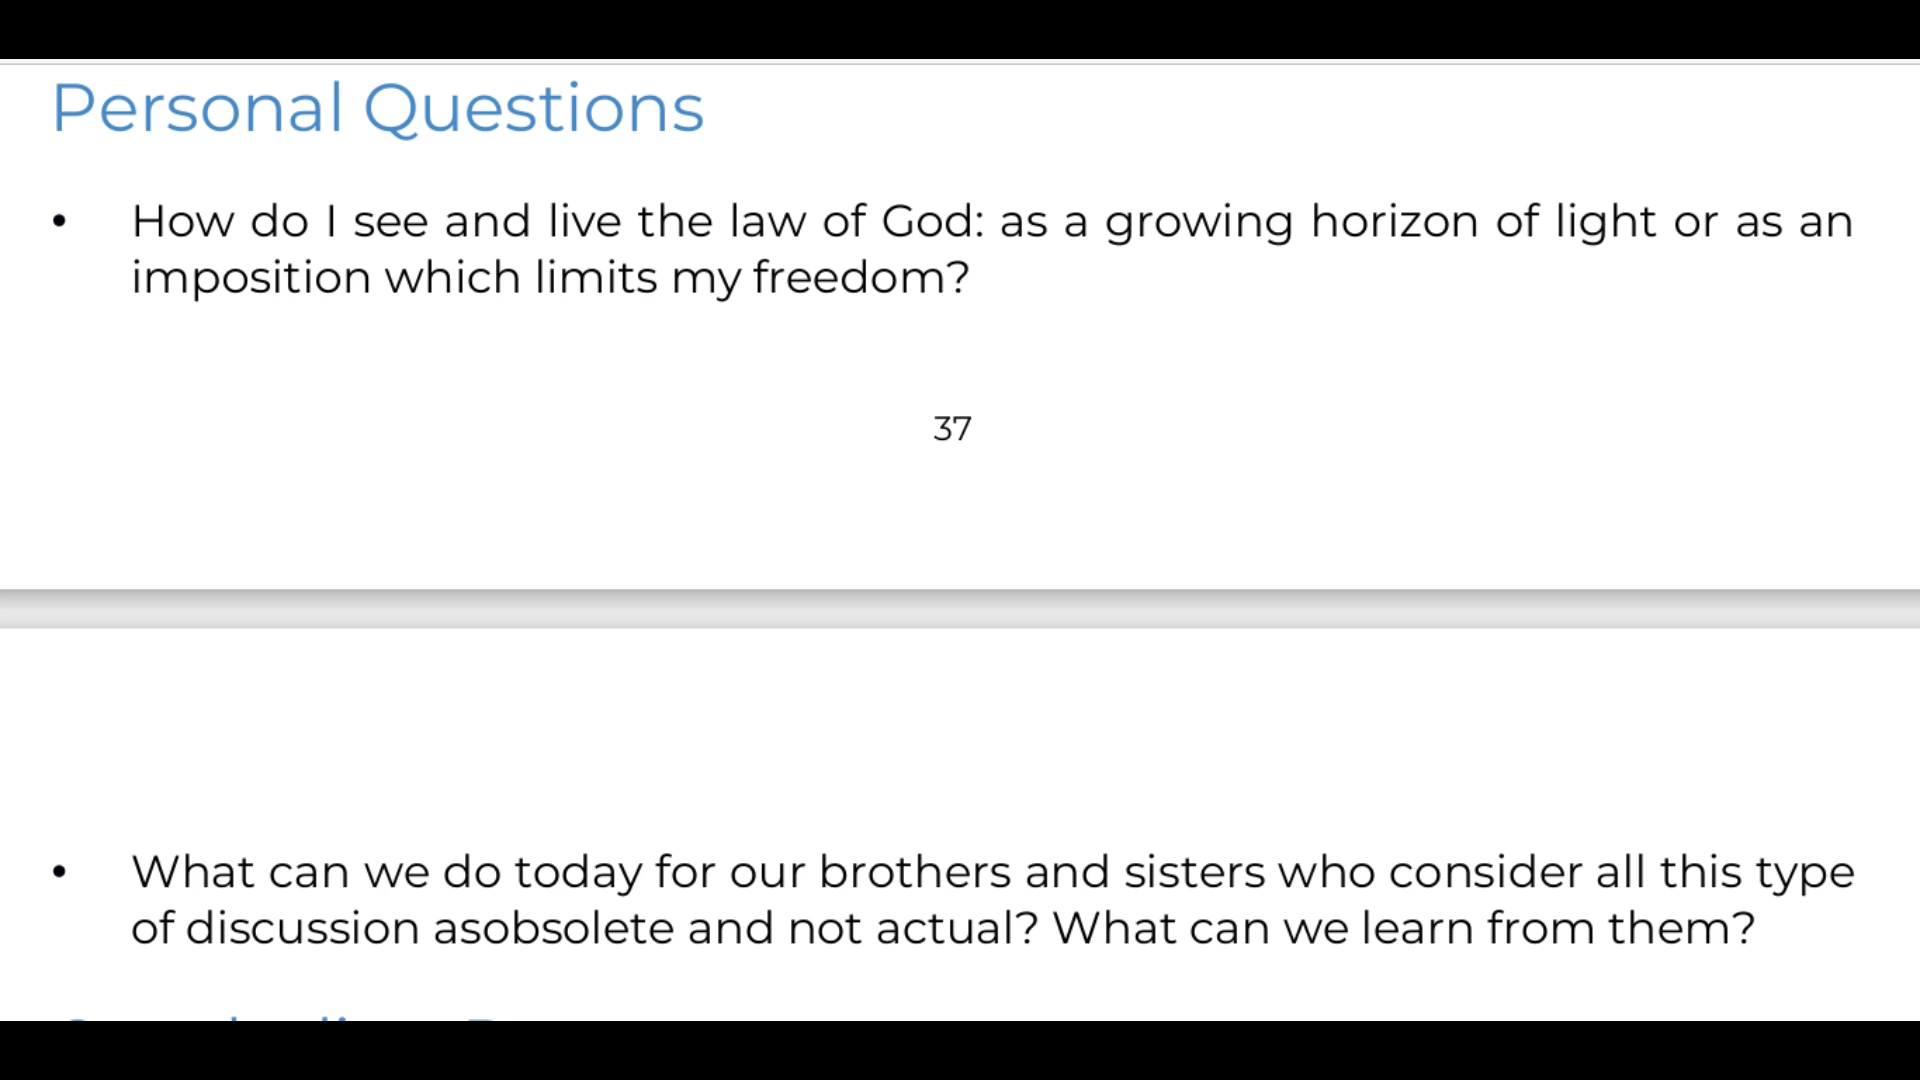 Personal Questions
• How do I see and live the law of God: as a growing horizon of light or as an
imposition which limits my freedom?
37
• What can we do today for our brothers and sisters who consider all this type
of discussion asobsolete and not actual? What can we learn from them?